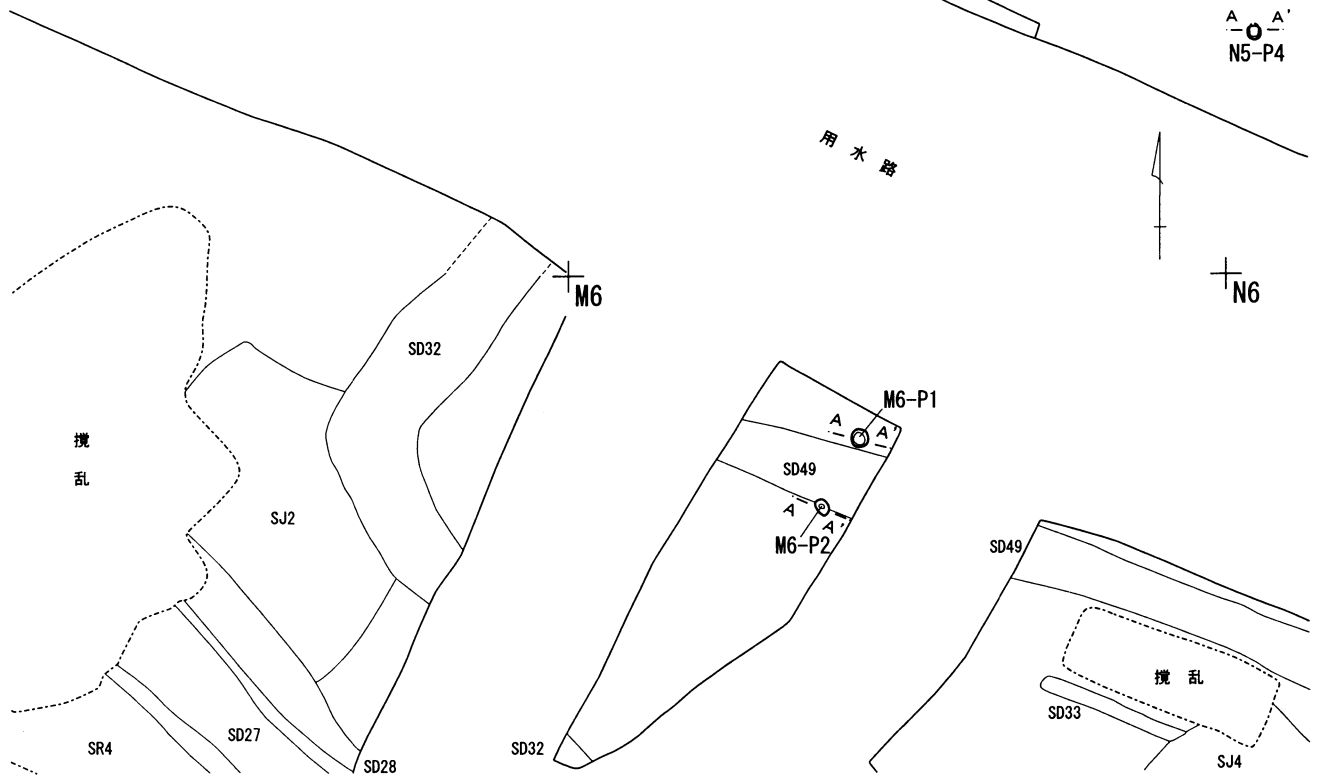 A A'
N5-P4
用水路
M6
N6
SD32
M6-P1
A A'
撹乱
SD49
SJ2
A A'
M6-P2
SD49
撹乱
SD33
SR4
SD27
SD28
SD32
SJ4